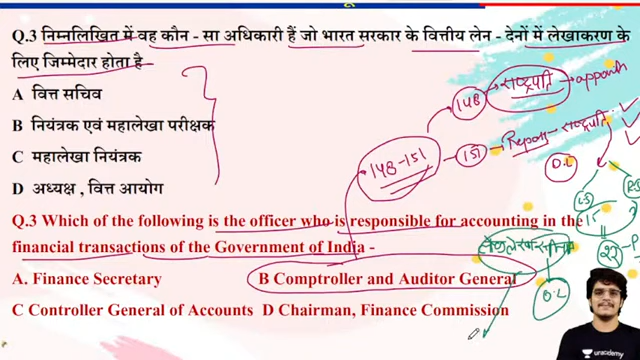 Q.3 निम्नलिखित में वह कौन - सा अधिकारी हैं जो भारत सरकार के वित्तीय लेन - देनों में लेखाकरण के
लिए जिम्मेदार होता है
A वित्त सचिव
B नियंत्रक एवं महालेखा परीक्षक
C महालेखा नियंत्रक
D अध्यक्ष , वित्त आयोग
148 राष्ट्रपति appoint
148-151
151 Report - राष्ट्रपति
D.L
L.S
R.S
Q.3 Which of the following is the officer who is responsible for accounting in the
financial transactions of the Government of India -
A. Finance Secretary B Comptroller and Auditor General
C Controller General of Accounts D Chairman, Finance Commission
15
22 - P
D.L
unacademy